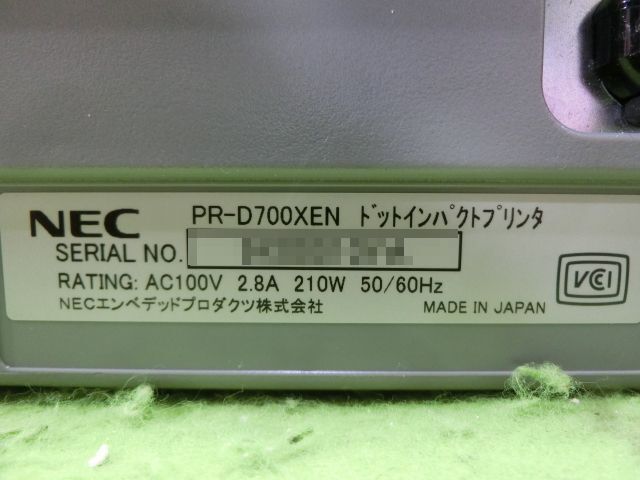 NEC PR-D700XEN ドットインパクトプリンタ
SERIAL NO.
RATING: AC100V 2.8A 210W 50/60Hz
NECエンベデッドプロダクツ株式会社 MADE IN JAPAN
VCCI